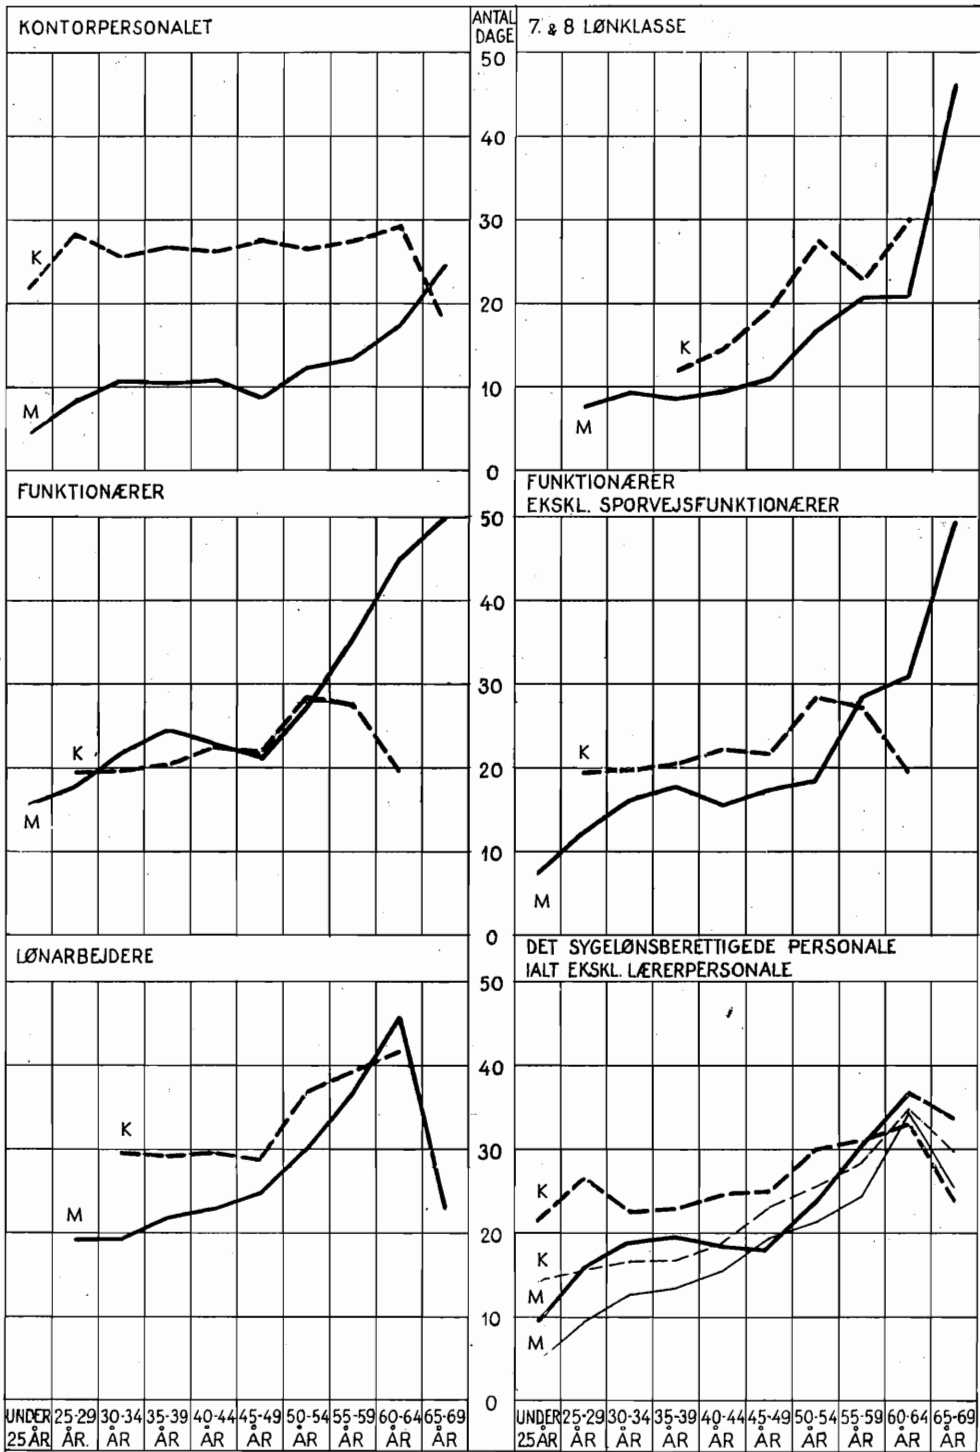 KONTORPERSONALET
ANTAL
DAGE
7. & 8 LØNKLASSE
50
40
30
20
10
0
K
M
K
M
FUNKTIONÆRER
FUNKTIONÆRER
EKSKL. SPORVEJSFUNKTIONÆRER
50
40
30
20
10
0
K
M
K
M
LØNARBEJDERE
DET SYGELØNSBERETTIGEDE PERSONALE
IALT EKSKL. LÆRERPERSONALE
50
40
30
20
10
0
K
M
K
K
M
M
UNDER 25-29 30-34 35-39 40-44 45-49 50-54 55-59 60-64 65-69
25 ÅR ÅR. ÅR ÅR ÅR ÅR ÅR ÅR ÅR ÅR
UNDER 25-29 30-34 35-39 40-44 45-49 50-54 55-59 60-64 65-69
25 ÅR ÅR ÅR ÅR ÅR ÅR ÅR ÅR ÅR ÅR